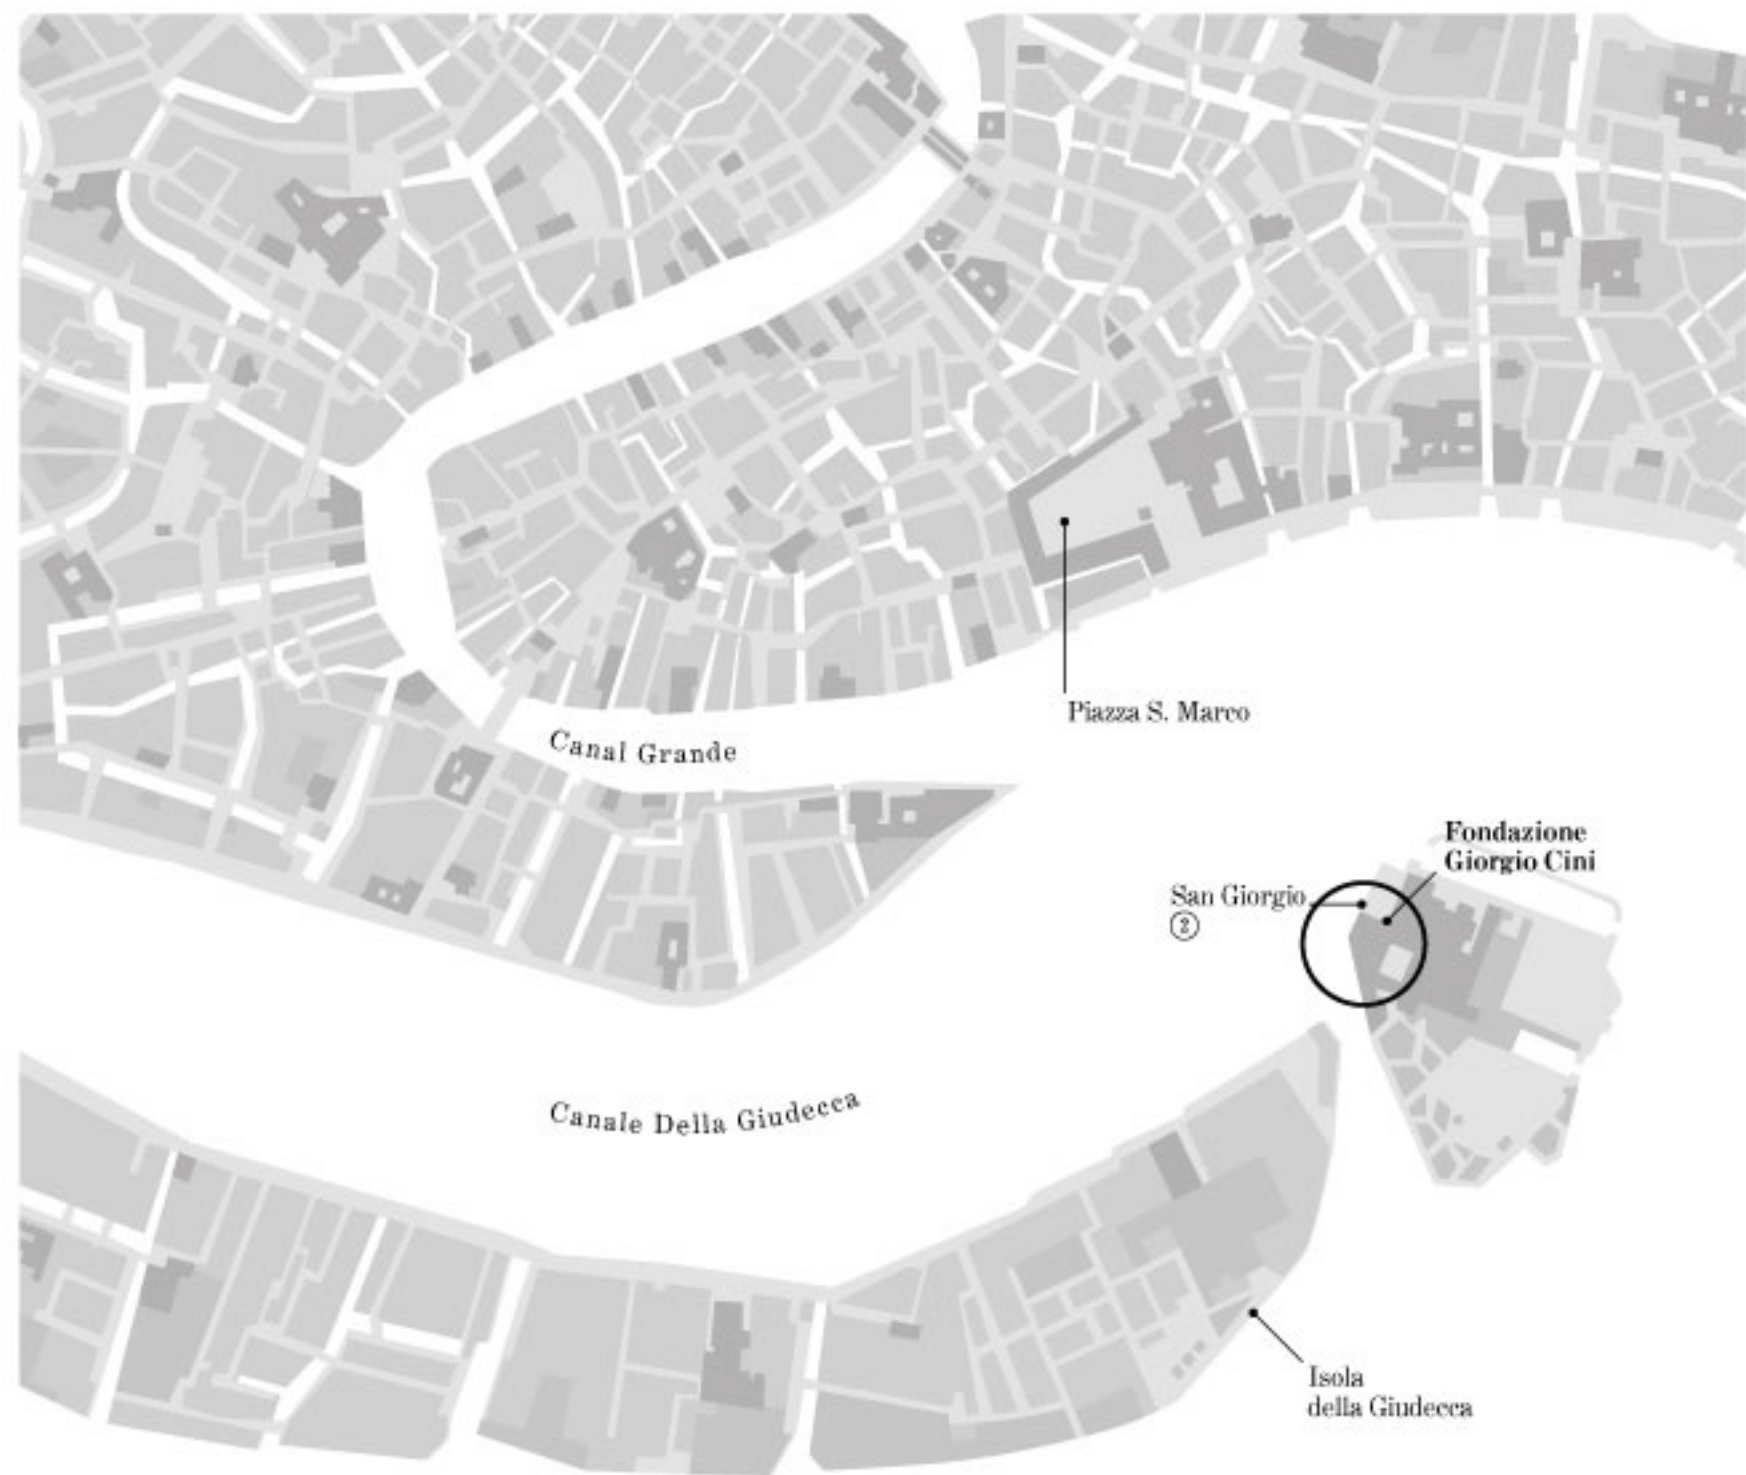 Piazza S. Marco
Canal Grande
Fondazione
Giorgio Cini
San Giorgio
2
Canale Della Giudecca
Isola
della Giudecca